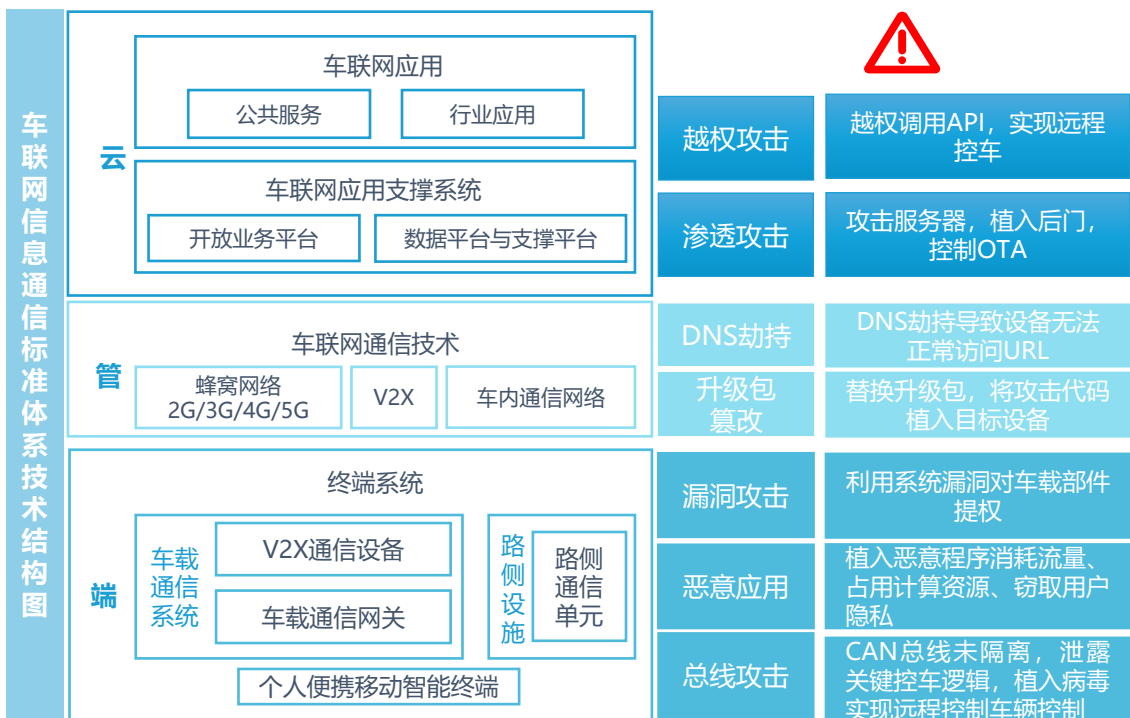 车联网信息通信标准体系技术结构图
云
车联网应用
公共服务
行业应用
车联网应用支撑系统
开放业务平台
数据平台与支撑平台
越权攻击
越权调用API，实现远程
控车
渗透攻击
攻击服务器，植入后门，
控制OTA
管
车联网通信技术
蜂窝网络
2G/3G/4G/5G
V2X
车内通信网络
DNS劫持
DNS劫持导致设备无法
正常访问URL
升级包
篡改
替换升级包，将攻击代码
植入目标设备
端
终端系统
车载
通信
系统
V2X通信设备
车载通信网关
路侧设施
路侧
通信
单元
个人便携移动智能终端
漏洞攻击
利用系统漏洞对车载部件
提权
恶意应用
植入恶意程序消耗流量、
占用计算资源、窃取用户
隐私
总线攻击
CAN总线未隔离，泄露
关键控车逻辑，植入病毒
实现远程控制车辆控制